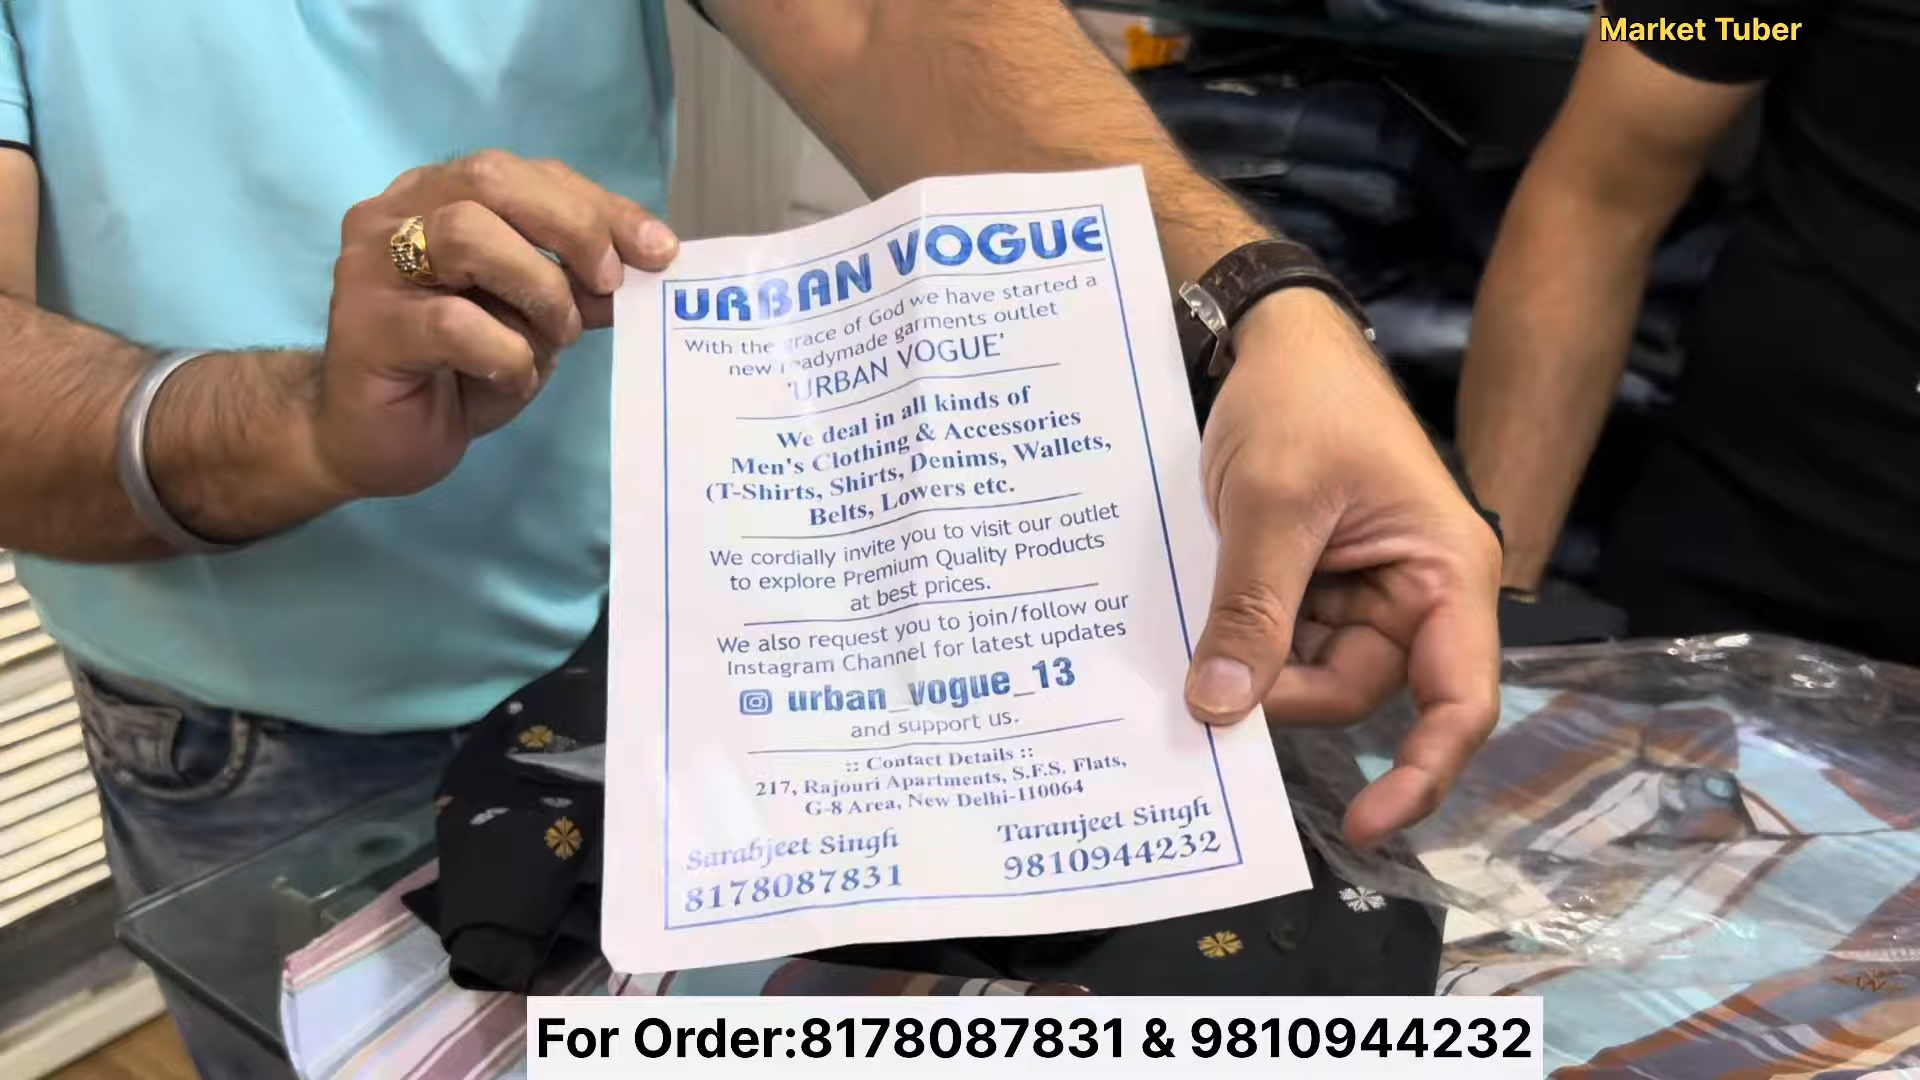 Market Tuber
URBAN VOGUE
With the grace of God we have started a
new readymade garments outlet
'URBAN VOGUE'
We deal in all kinds of
Men's Clothing & Accessories
(T-Shirts, Shirts, Denims, Wallets,
Belts, Lowers etc.
We cordially invite you to visit our outlet
to explore Premium Quality Products
at best prices.
We also request you to join/follow our
Instagram Channel for latest updates
urban_vogue_13
and support us.
:: Contact Details ::
217, Rajouri Apartments, S.F.S. Flats,
G-8 Area, New Delhi-110064
Sarabjeet Singh Taranjeet Singh
8178087831 9810944232
For Order:8178087831 & 9810944232